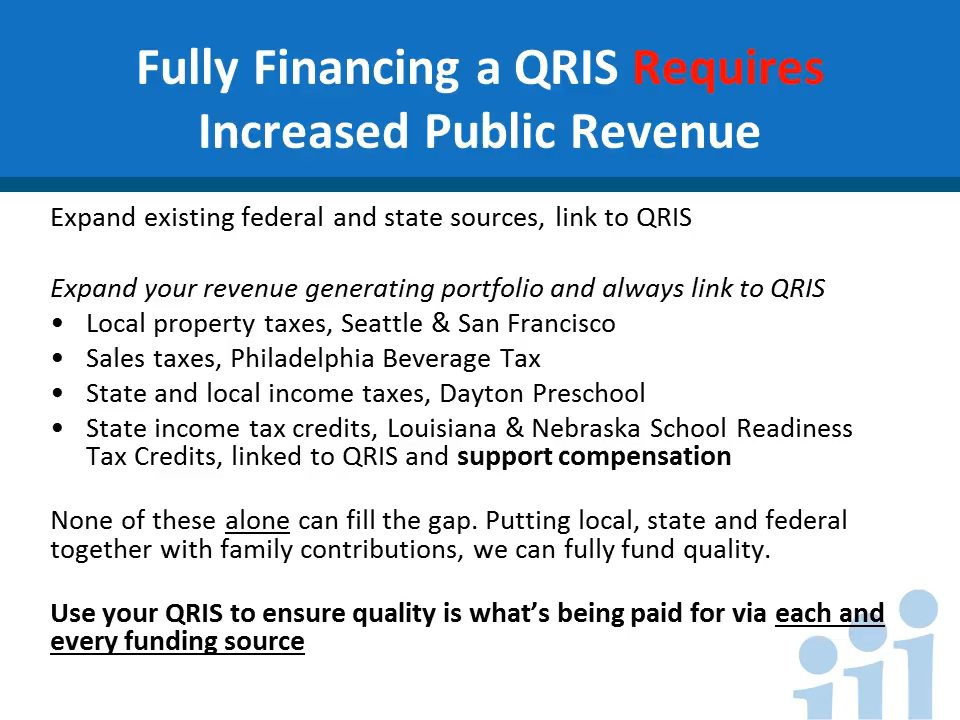 Fully Financing a QRIS Requires
Increased Public Revenue
Expand existing federal and state sources, link to QRIS
Expand your revenue generating portfolio and always link to QRIS
• Local property taxes, Seattle & San Francisco
• Sales taxes, Philadelphia Beverage Tax
• State and local income taxes, Dayton Preschool
• State income tax credits, Louisiana & Nebraska School Readiness
Tax Credits, linked to QRIS and support compensation
None of these alone can fill the gap. Putting local, state and federal
together with family contributions, we can fully fund quality.
Use your QRIS to ensure quality is what’s being paid for via each and
every funding source